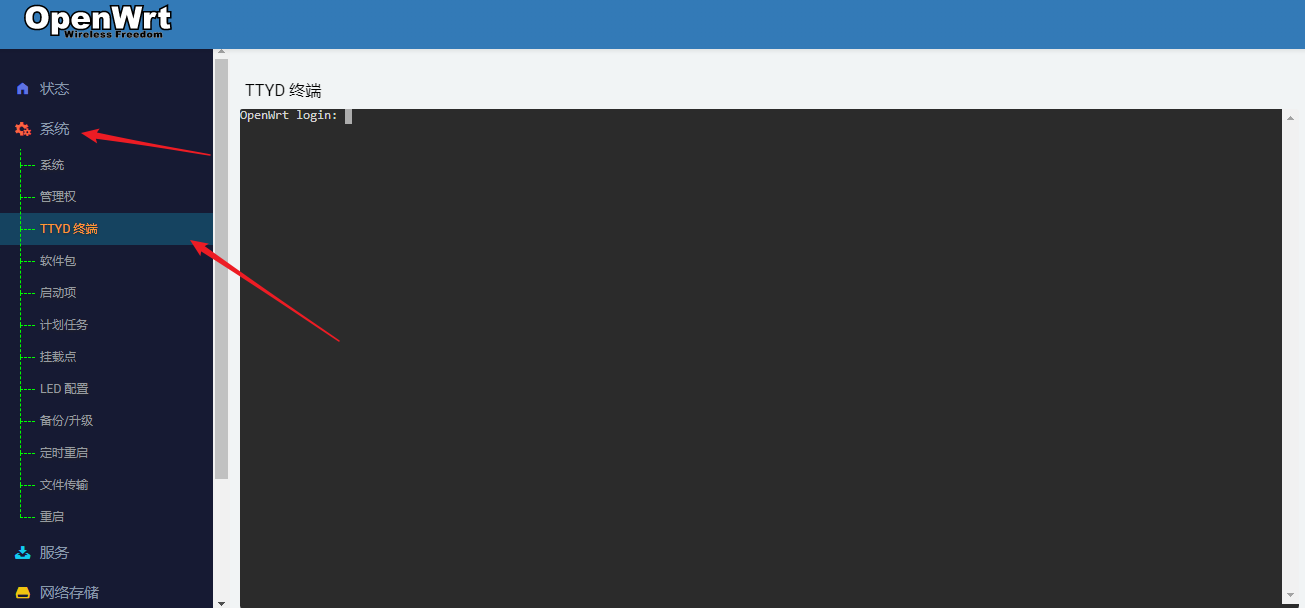 OpenWrt
Wireless Freedom
状态
系统
系统
管理权
TTYD 终端
软件包
启动项
计划任务
挂载点
LED 配置
备份/升级
定时重启
文件传输
重启
服务
网络存储
TTYD 终端
OpenWrt login: